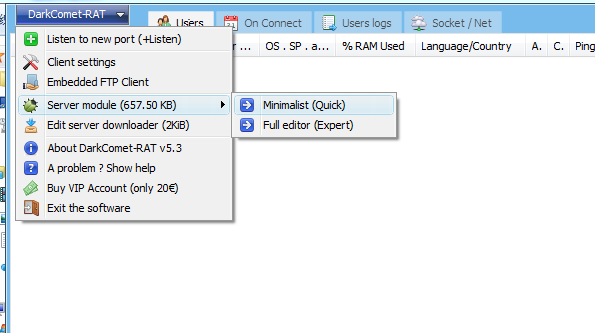 DarkComet-RAT
Users
On Connect
Users logs
Socket / Net
Listen to new port (+Listen)
r ...
OS . SP . a...
% RAM Used
Language/Country
A.
C.
Ping
Client settings
Embedded FTP Client
Server module (657.50 KB)
Minimalist (Quick)
Edit server downloader (2KiB)
Full editor (Expert)
About DarkComet-RAT v5.3
A problem ? Show help
Buy VIP Account (only 20€)
Exit the software